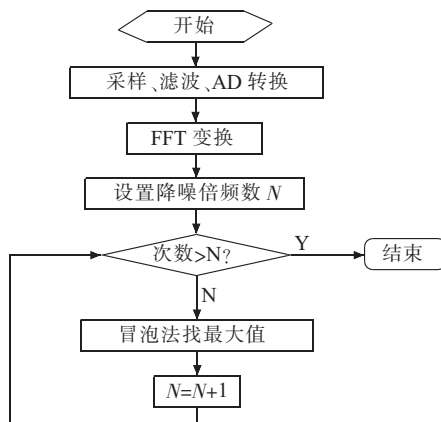 开始
采样、滤波、AD 转换
FFT 变换
设置降噪倍频数 N
次数>N?
Y
结束
N
冒泡法找最大值
N=N+1